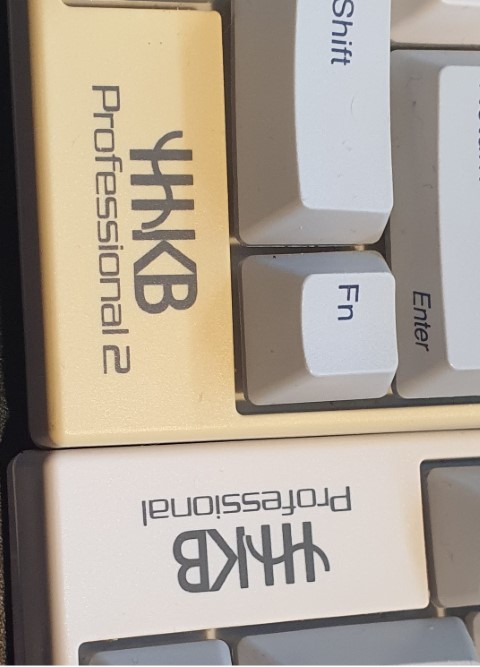 HHKB
Professional 2
Shift
Fn
Enter
HHKB
Professional